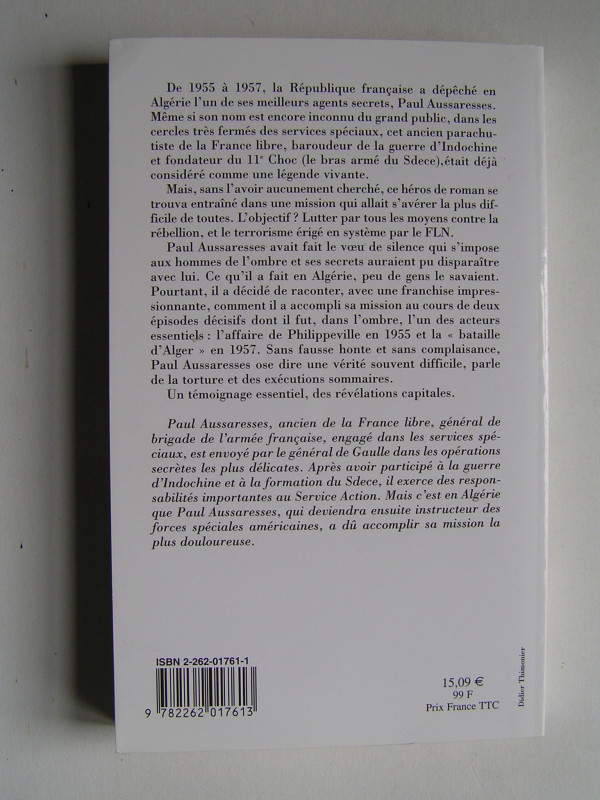 De 1955 à 1957, la République française a dépêché en
Algérie l'un de ses meilleurs agents secrets, Paul Aussaresses.
Même si son nom est encore inconnu du grand public, dans les
cercles très fermés des services spéciaux, cet ancien parachu-
tiste de la France libre, baroudeur de la guerre d'Indochine
et fondateur du 11e Choc (le bras armé du Sdece),était déjà
considéré comme une légende vivante.
Mais, sans l'avoir aucunement cherché, ce héros de roman se
trouva entraîné dans une mission qui allait s'avérer la plus dif-
ficile de toutes. L'objectif ? Lutter par tous les moyens contre la
rébellion, et le terrorisme érigé en système par le FLN.
Paul Aussaresses avait fait le vœu de silence qui s'impose
aux hommes de l'ombre et ses secrets auraient pu disparaître
avec lui. Ce qu'il a fait en Algérie, peu de gens le savaient.
Pourtant, il a décidé de raconter, avec une franchise impres-
sionnante, comment il a accompli sa mission au cours de deux
épisodes décisifs dont il fut, dans l'ombre, l'un des acteurs
essentiels : l'affaire de Philippeville en 1955 et la « bataille
d'Alger » en 1957. Sans fausse honte et sans complaisance,
Paul Aussaresses ose dire une vérité souvent difficile, parle
de la torture et des exécutions sommaires.
Un témoignage essentiel, des révélations capitales.
Paul Aussaresses, ancien de la France libre, général de
brigade de l'armée française, engagé dans les services spé-
ciaux, est envoyé par le général de Gaulle dans les opérations
secrètes les plus délicates. Après avoir participé à la guerre
d'Indochine et à la formation du Sdece, il exerce des respon-
sabilités importantes au Service Action. Mais c'est en Algérie
que Paul Aussaresses, qui deviendra ensuite instructeur des
forces spéciales américaines, a dû accomplir sa mission la
plus douloureuse.
ISBN 2-262-01761-1
9 782262 017613
15,09 €
99 F
Prix France TTC
Didier Thimonier